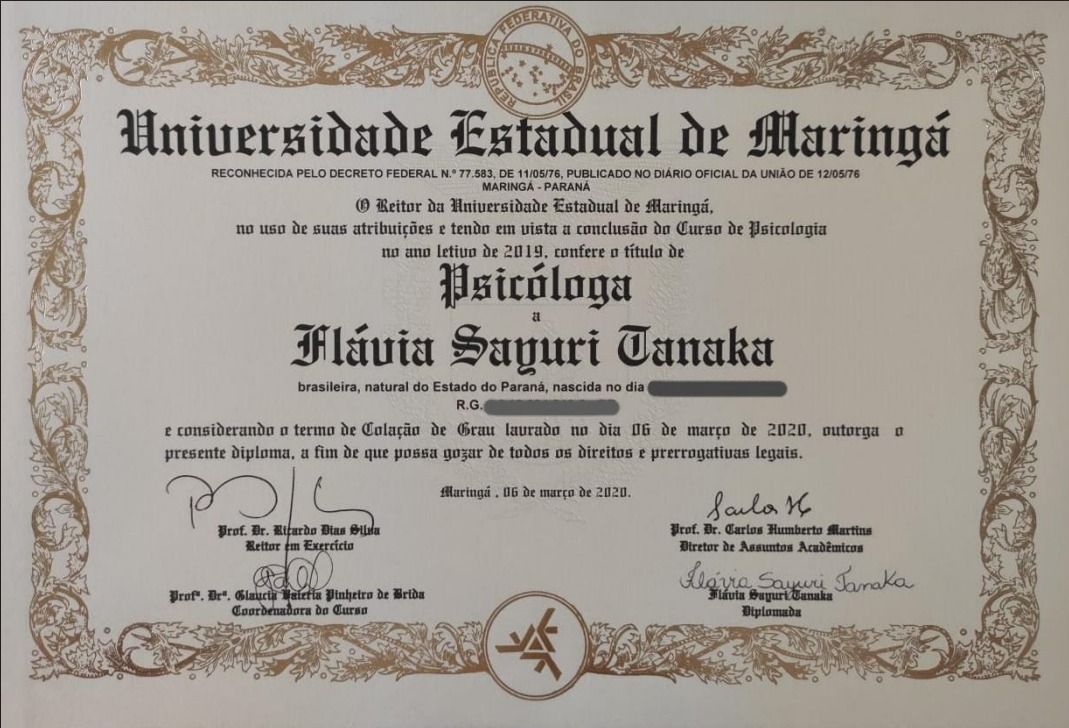 REPÚBLICA FEDERATIVA DO BRASIL
Universidade Estadual de Maringá
RECONHECIDA PELO DECRETO FEDERAL N.º 77.583, DE 11/05/76, PUBLICADO NO DIÁRIO OFICIAL DA UNIÃO DE 12/05/76
MARINGÁ - PARANÁ
O Reitor da Universidade Estadual de Maringá,
no uso de suas atribuições e tendo em vista a conclusão do Curso de Psicologia
no ano letivo de 2019, confere o título de
Psicóloga
a
Flávia Sayuri Tanaka
brasileira, natural do Estado do Paraná, nascida no dia
R.G.
e considerando o termo de Colação de Grau lavrado no dia 06 de março de 2020, outorga o
presente diploma, a fim de que possa gozar de todos os direitos e prerrogativas legais.
Maringá , 06 de março de 2020.
Prof. Dr. Ricardo Dias Silva
Reitor em Exercício
Prof. Dr. Carlos Humberto Martins
Diretor de Assuntos Acadêmicos
Profª. Drª. Glaucia Valeria Pinheiro de Brida
Coordenadora do Curso
Flávia Sayuri Tanaka
Flávia Sayuri Tanaka
Diplomada